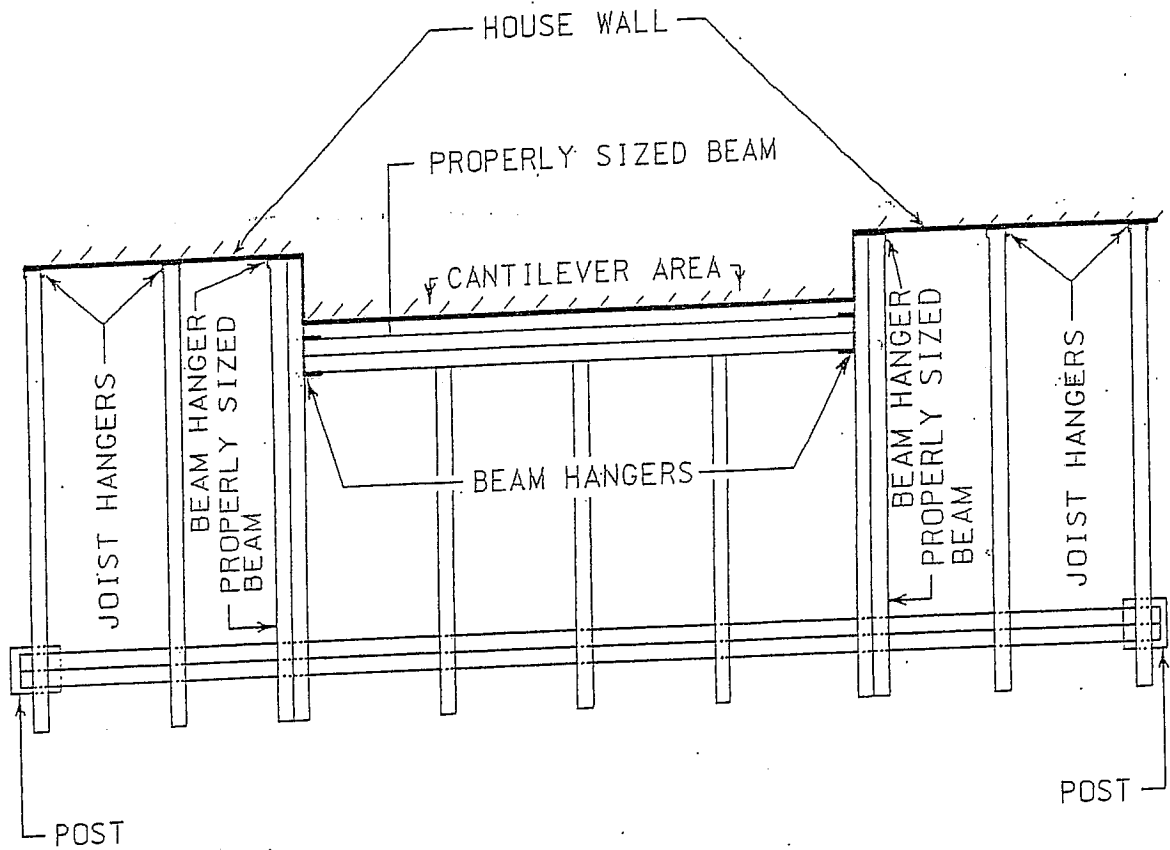 HOUSE WALL
PROPERLY SIZED BEAM
CANTILEVER AREA
JOIST HANGERS
BEAM HANGER
PROPERLY SIZED
BEAM
BEAM HANGERS
BEAM HANGER
PROPERLY SIZED
BEAM
JOIST HANGERS
POST
POST